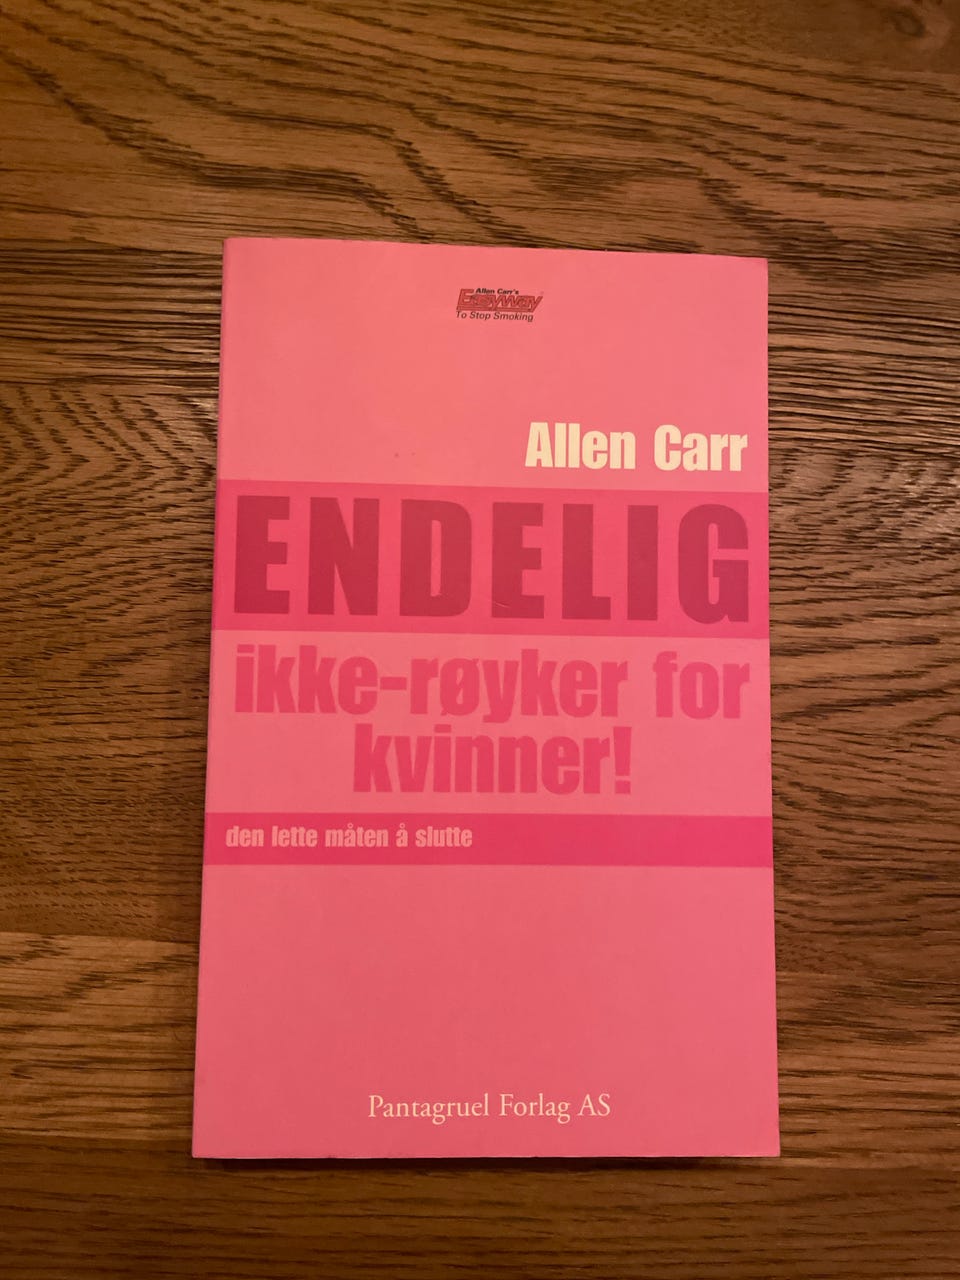 Allen Carr's
Easyway
To Stop Smoking
Allen Carr
ENDELIG
ikke-røyker for
kvinner!
den lette måten å slutte
Pantagruel Forlag AS